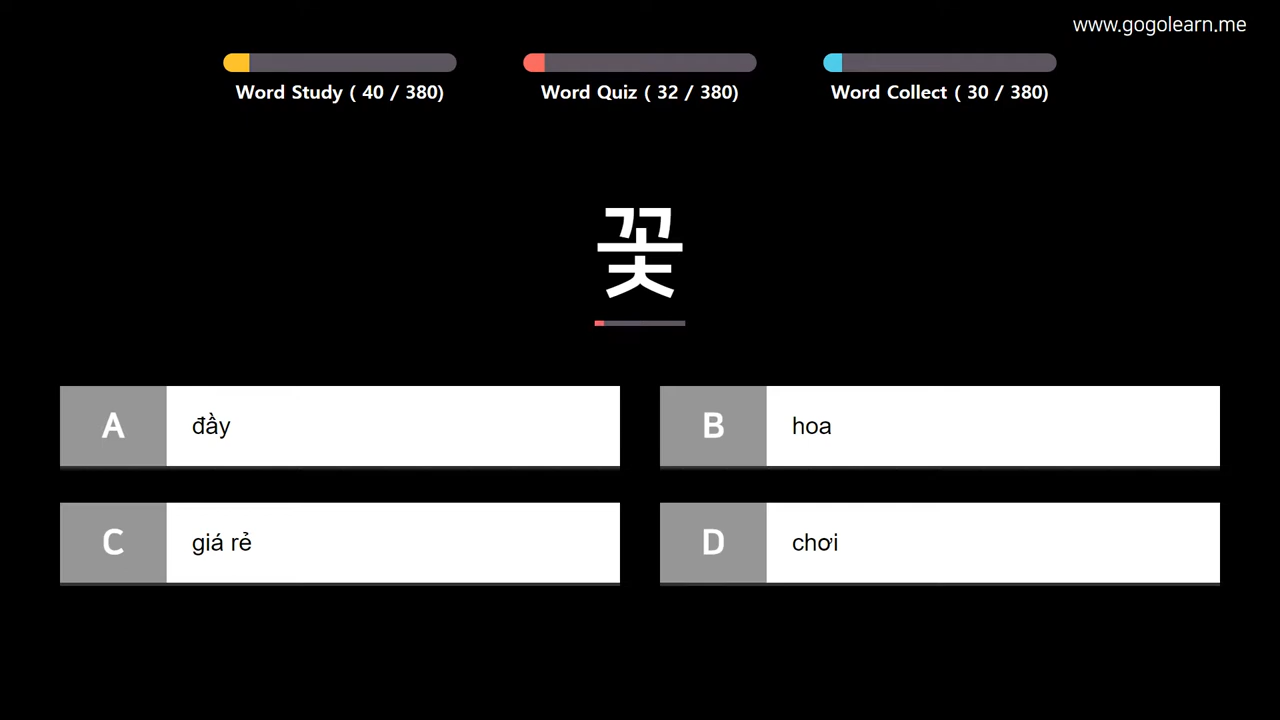 www.gogolearn.me
Word Study ( 40 / 380)
Word Quiz ( 32 / 380)
Word Collect ( 30 / 380)
꽃
A đầy
B hoa
C giá rẻ
D chơi